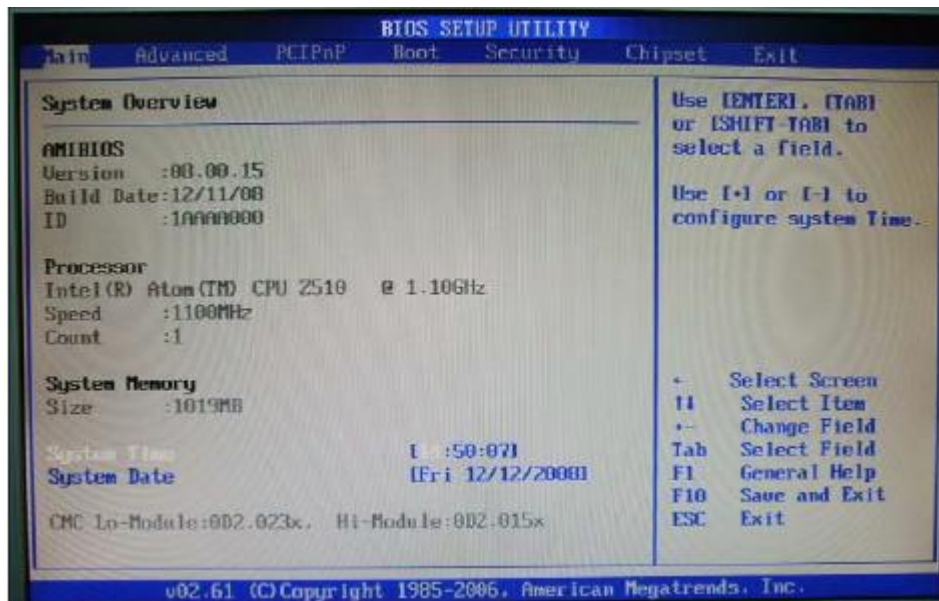 BIOS SETUP UTILITY
Main Advanced PCIPnP Boot Security Chipset Exit
System Overview
AMIBIOS
Version :08.00.15
Build Date:12/11/08
ID :1AAAA000
Processor
Intel(R) Atom(TM) CPU Z510 @ 1.10GHz
Speed :1100MHz
Count :1
System Memory
Size :1019MB
System Time :50:07]
System Date [Fri 12/12/2008]
CMC Lo-Module:0D2.023x, Hi-Module:0D2.015x
Use [ENTER], [TAB]
or [SHIFT-TAB] to
select a field.
Use [+] or [-] to
configure system Time.
← Select Screen
↑↓ Select Item
+- Change Field
Tab Select Field
F1 General Help
F10 Save and Exit
ESC Exit
v02.61 (C)Copyright 1985-2006, American Megatrends, Inc.